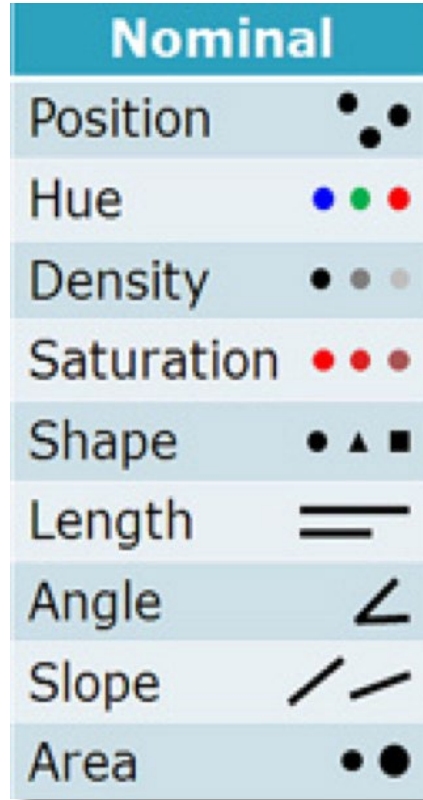 Nominal
Position
Hue
Density
Saturation
Shape
Length
Angle
Slope
Area